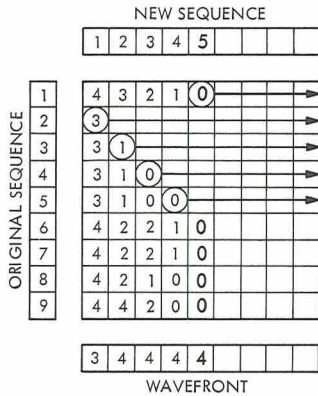 NEW SEQUENCE
1 2 3 4 5
ORIGINAL SEQUENCE
1 4 3 2 1 0
2 3
3 3 1
4 3 1 0
5 3 1 0 0
6 4 2 2 1 0
7 4 2 2 1 0
8 4 2 1 0 0
9 4 4 2 0 0
3 4 4 4 4
WAVEFRONT